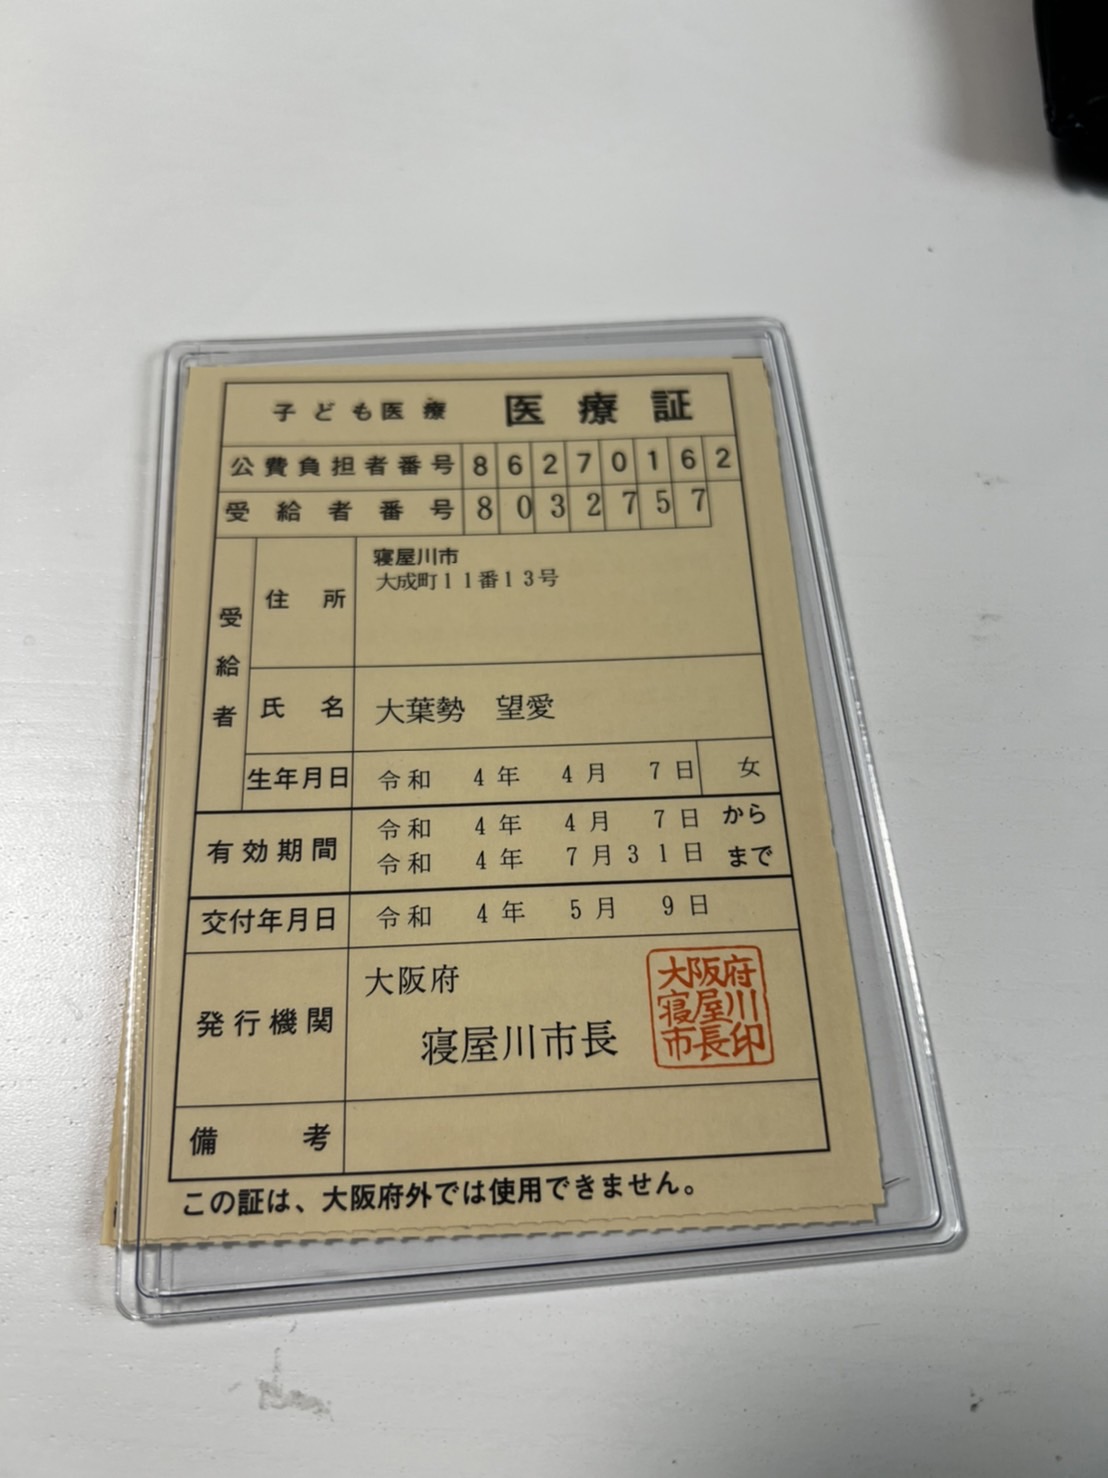 子ども医療 医療証
公費負担者番号 86270162
受給者番号 8032757
受給者
住所
寝屋川市
大成町11番13号
氏名 大葉勢 望愛
生年月日 令和 4年 4月 7日 女
有効期間
令和 4年 4月 7日 から
令和 4年 7月31日 まで
交付年月日 令和 4年 5月 9日
発行機関
大阪府
寝屋川市長
大阪府
寝屋川
市長印
備考
この証は、大阪府外では使用できません。